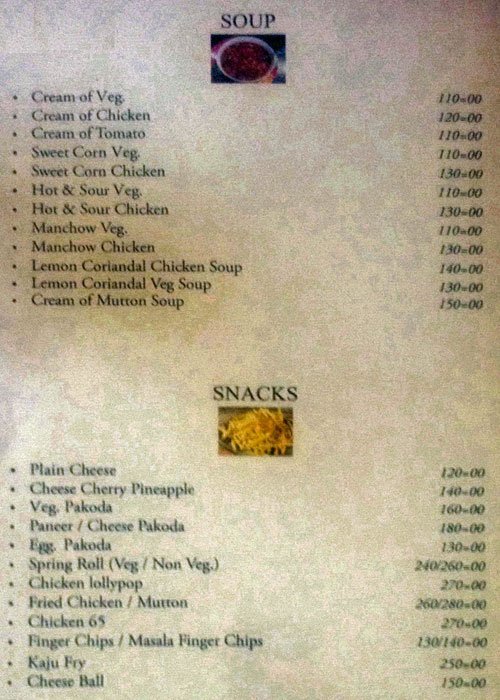 SOUP
• Cream of Veg. 110=00
• Cream of Chicken 120=00
• Cream of Tomato 110=00
• Sweet Corn Veg. 110=00
• Sweet Corn Chicken 130=00
• Hot & Sour Veg. 110=00
• Hot & Sour Chicken 130=00
• Manchow Veg. 110=00
• Manchow Chicken 130=00
• Lemon Coriandal Chicken Soup 140=00
• Lemon Coriandal Veg Soup 130=00
• Cream of Mutton Soup 150=00
SNACKS
• Plain Cheese 120=00
• Cheese Cherry Pineapple 140=00
• Veg. Pakoda 160=00
• Paneer / Cheese Pakoda 180=00
• Egg. Pakoda 130=00
• Spring Roll (Veg / Non Veg.) 240/260=00
• Chicken lollypop 270=00
• Fried Chicken / Mutton 260/280=00
• Chicken 65 270=00
• Finger Chips / Masala Finger Chips 130/140=00
• Kaju Fry 250=00
• Cheese Ball 150=00